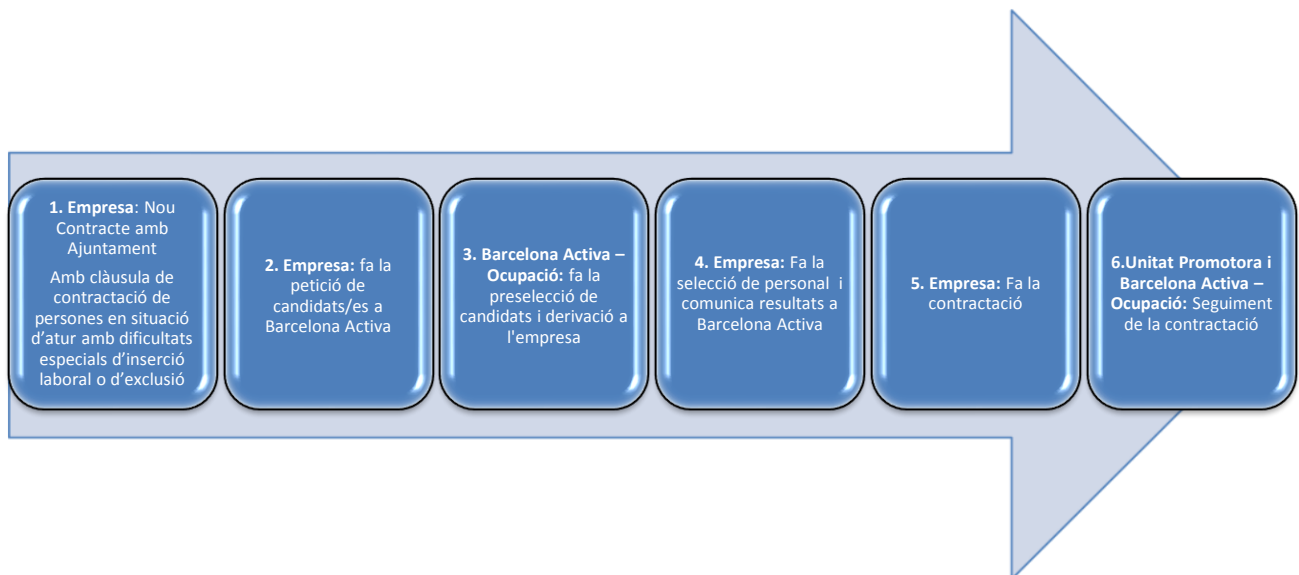 1. Empresa: Nou
Contracte amb
Ajuntament
Amb clàusula de
contractació de
persones en situació
d'atur amb dificultats
especials d'inserció
laboral o d'exclusió
2. Empresa: fa la
petició de
candidats/es a
Barcelona Activa
3. Barcelona Activa –
Ocupació: fa la
preselecció de
candidats i derivació a
l'empresa
4. Empresa: Fa la
selecció de personal i
comunica resultats a
Barcelona Activa
5. Empresa: Fa la
contractació
6.Unitat Promotora i
Barcelona Activa –
Ocupació: Seguiment
de la contractació